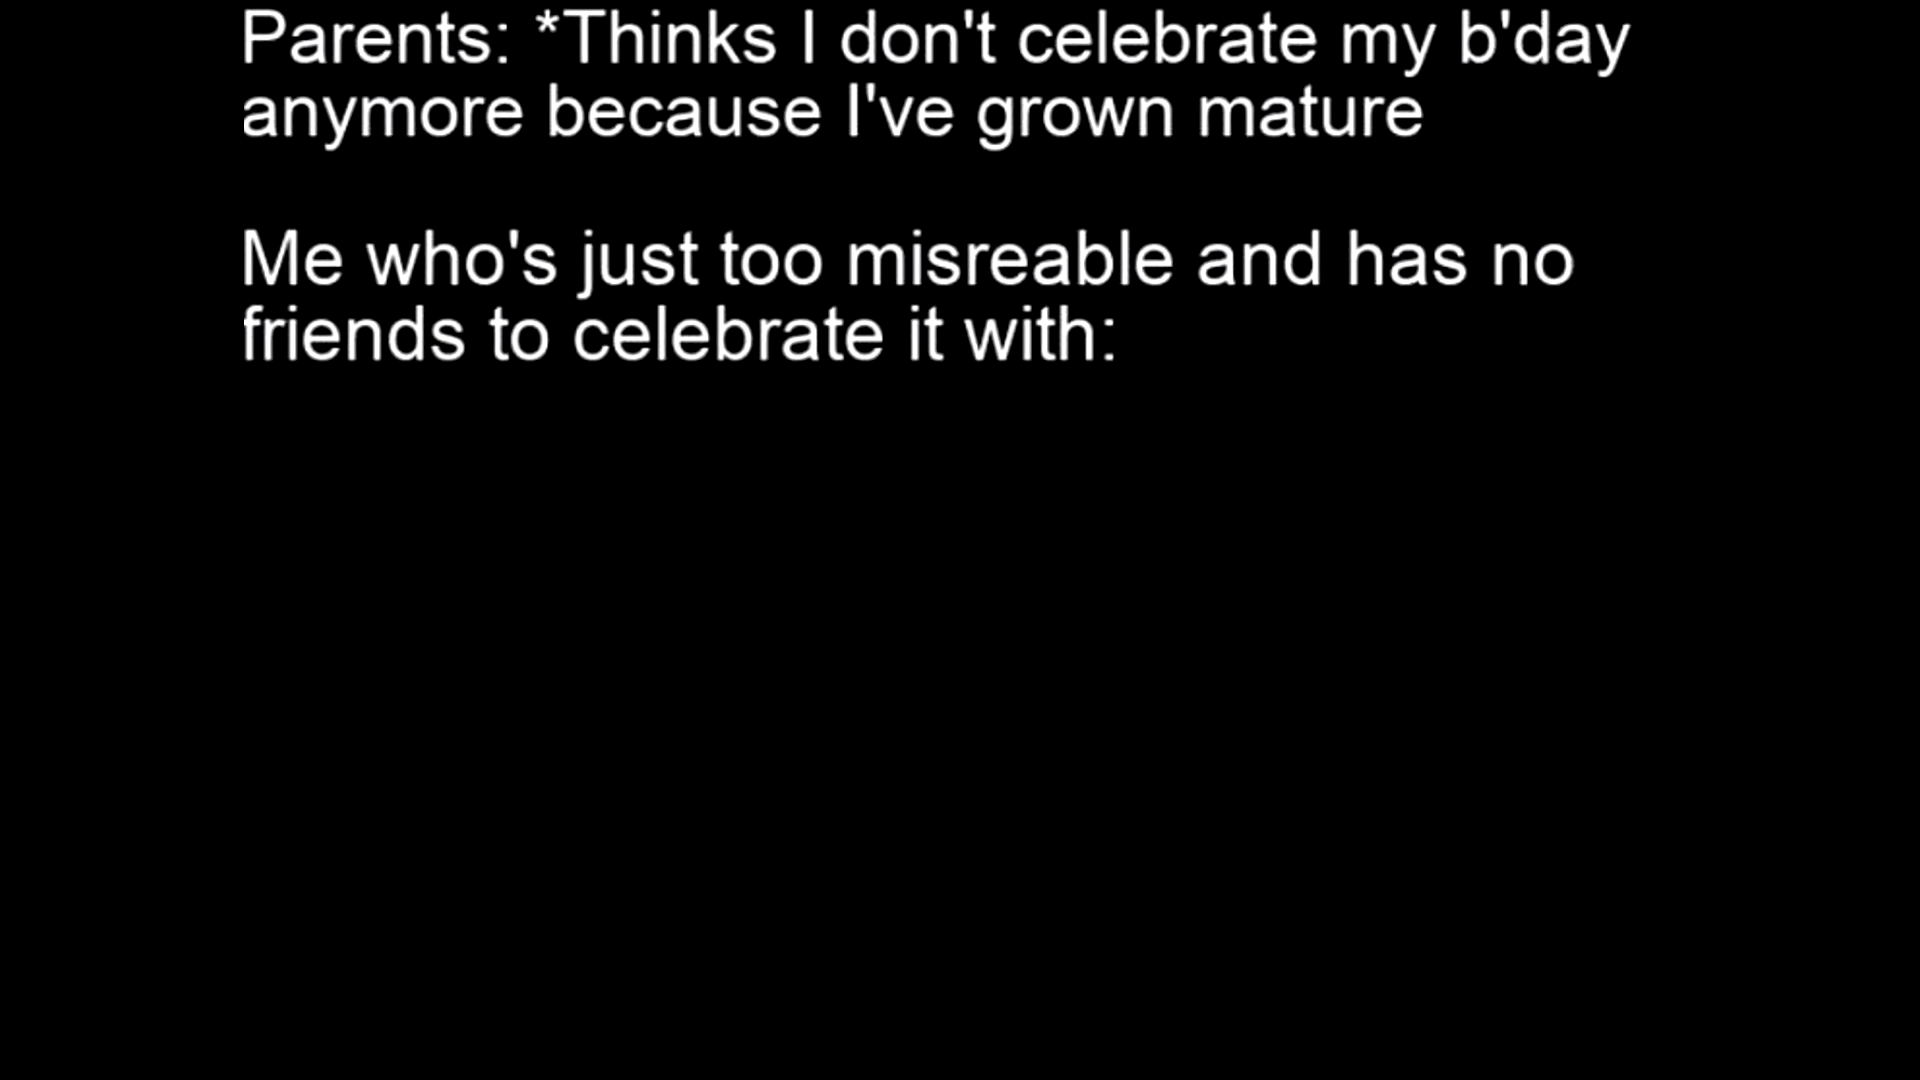 Parents: *Thinks I don't celebrate my b'day
anymore because I've grown mature
Me who's just too misreable and has no
friends to celebrate it with: